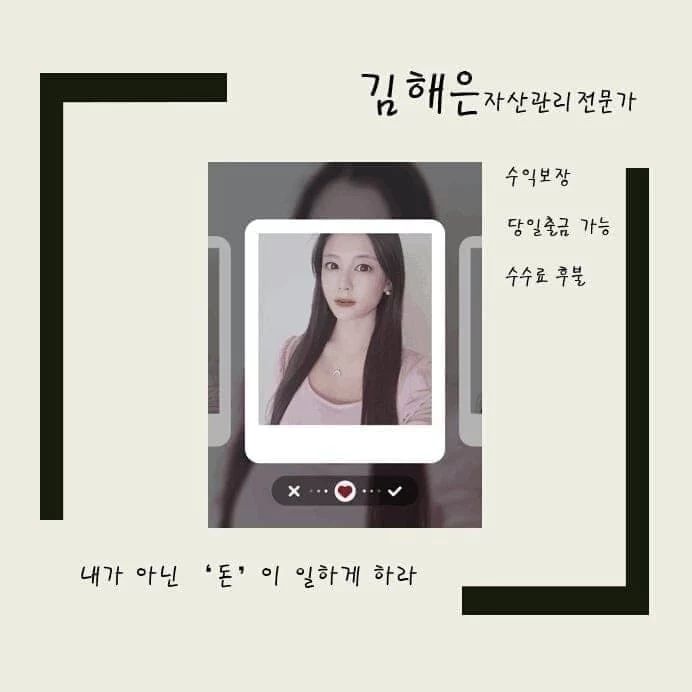 김해은자산관리전문가
수익보장
당일출금 가능
수수료 후불
내가 아닌 '돈'이 일하게 하라